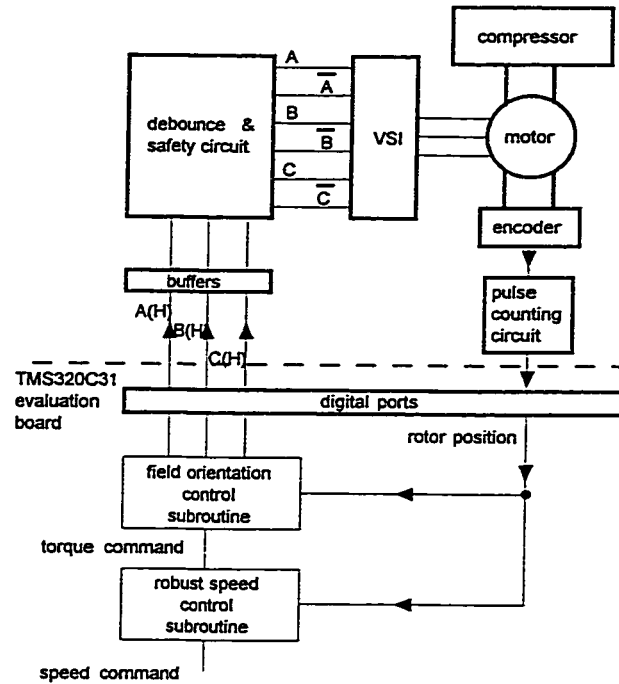 compressor
A
A
debounce &
safety circuit
B
B
VSI
motor
C
C
encoder
buffers
pulse
counting
circuit
A(H)
B(H)
C(H)
TMS320C31
evaluation
board
digital ports
rotor position
field orientation
control
subroutine
torque command
robust speed
control
subroutine
speed command